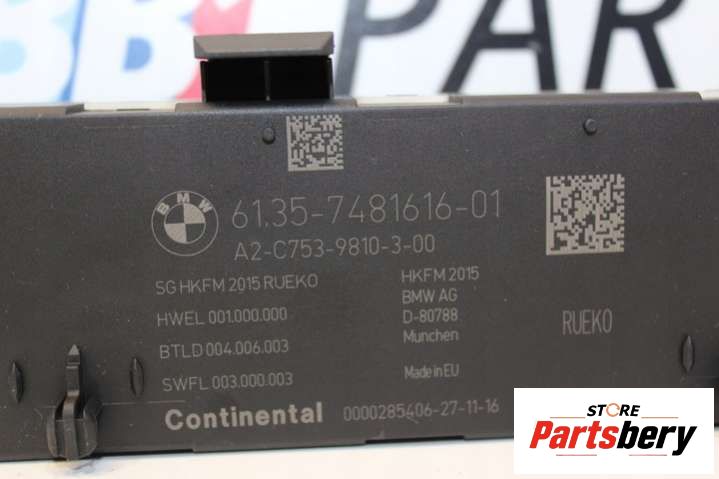 BB PAR
BMW
61.35-7481616-01
A2-C753-9810-3-00
SG HKFM 2015 RUEKO
HWEL 001.000.000
BTLD 004.006.003
SWFL 003.000.003
HKFM 2015
BMW AG
D-80788
Munchen
Made in EU
RUEKO
Continental 0000285406-27-11-16
STORE
Partsbery